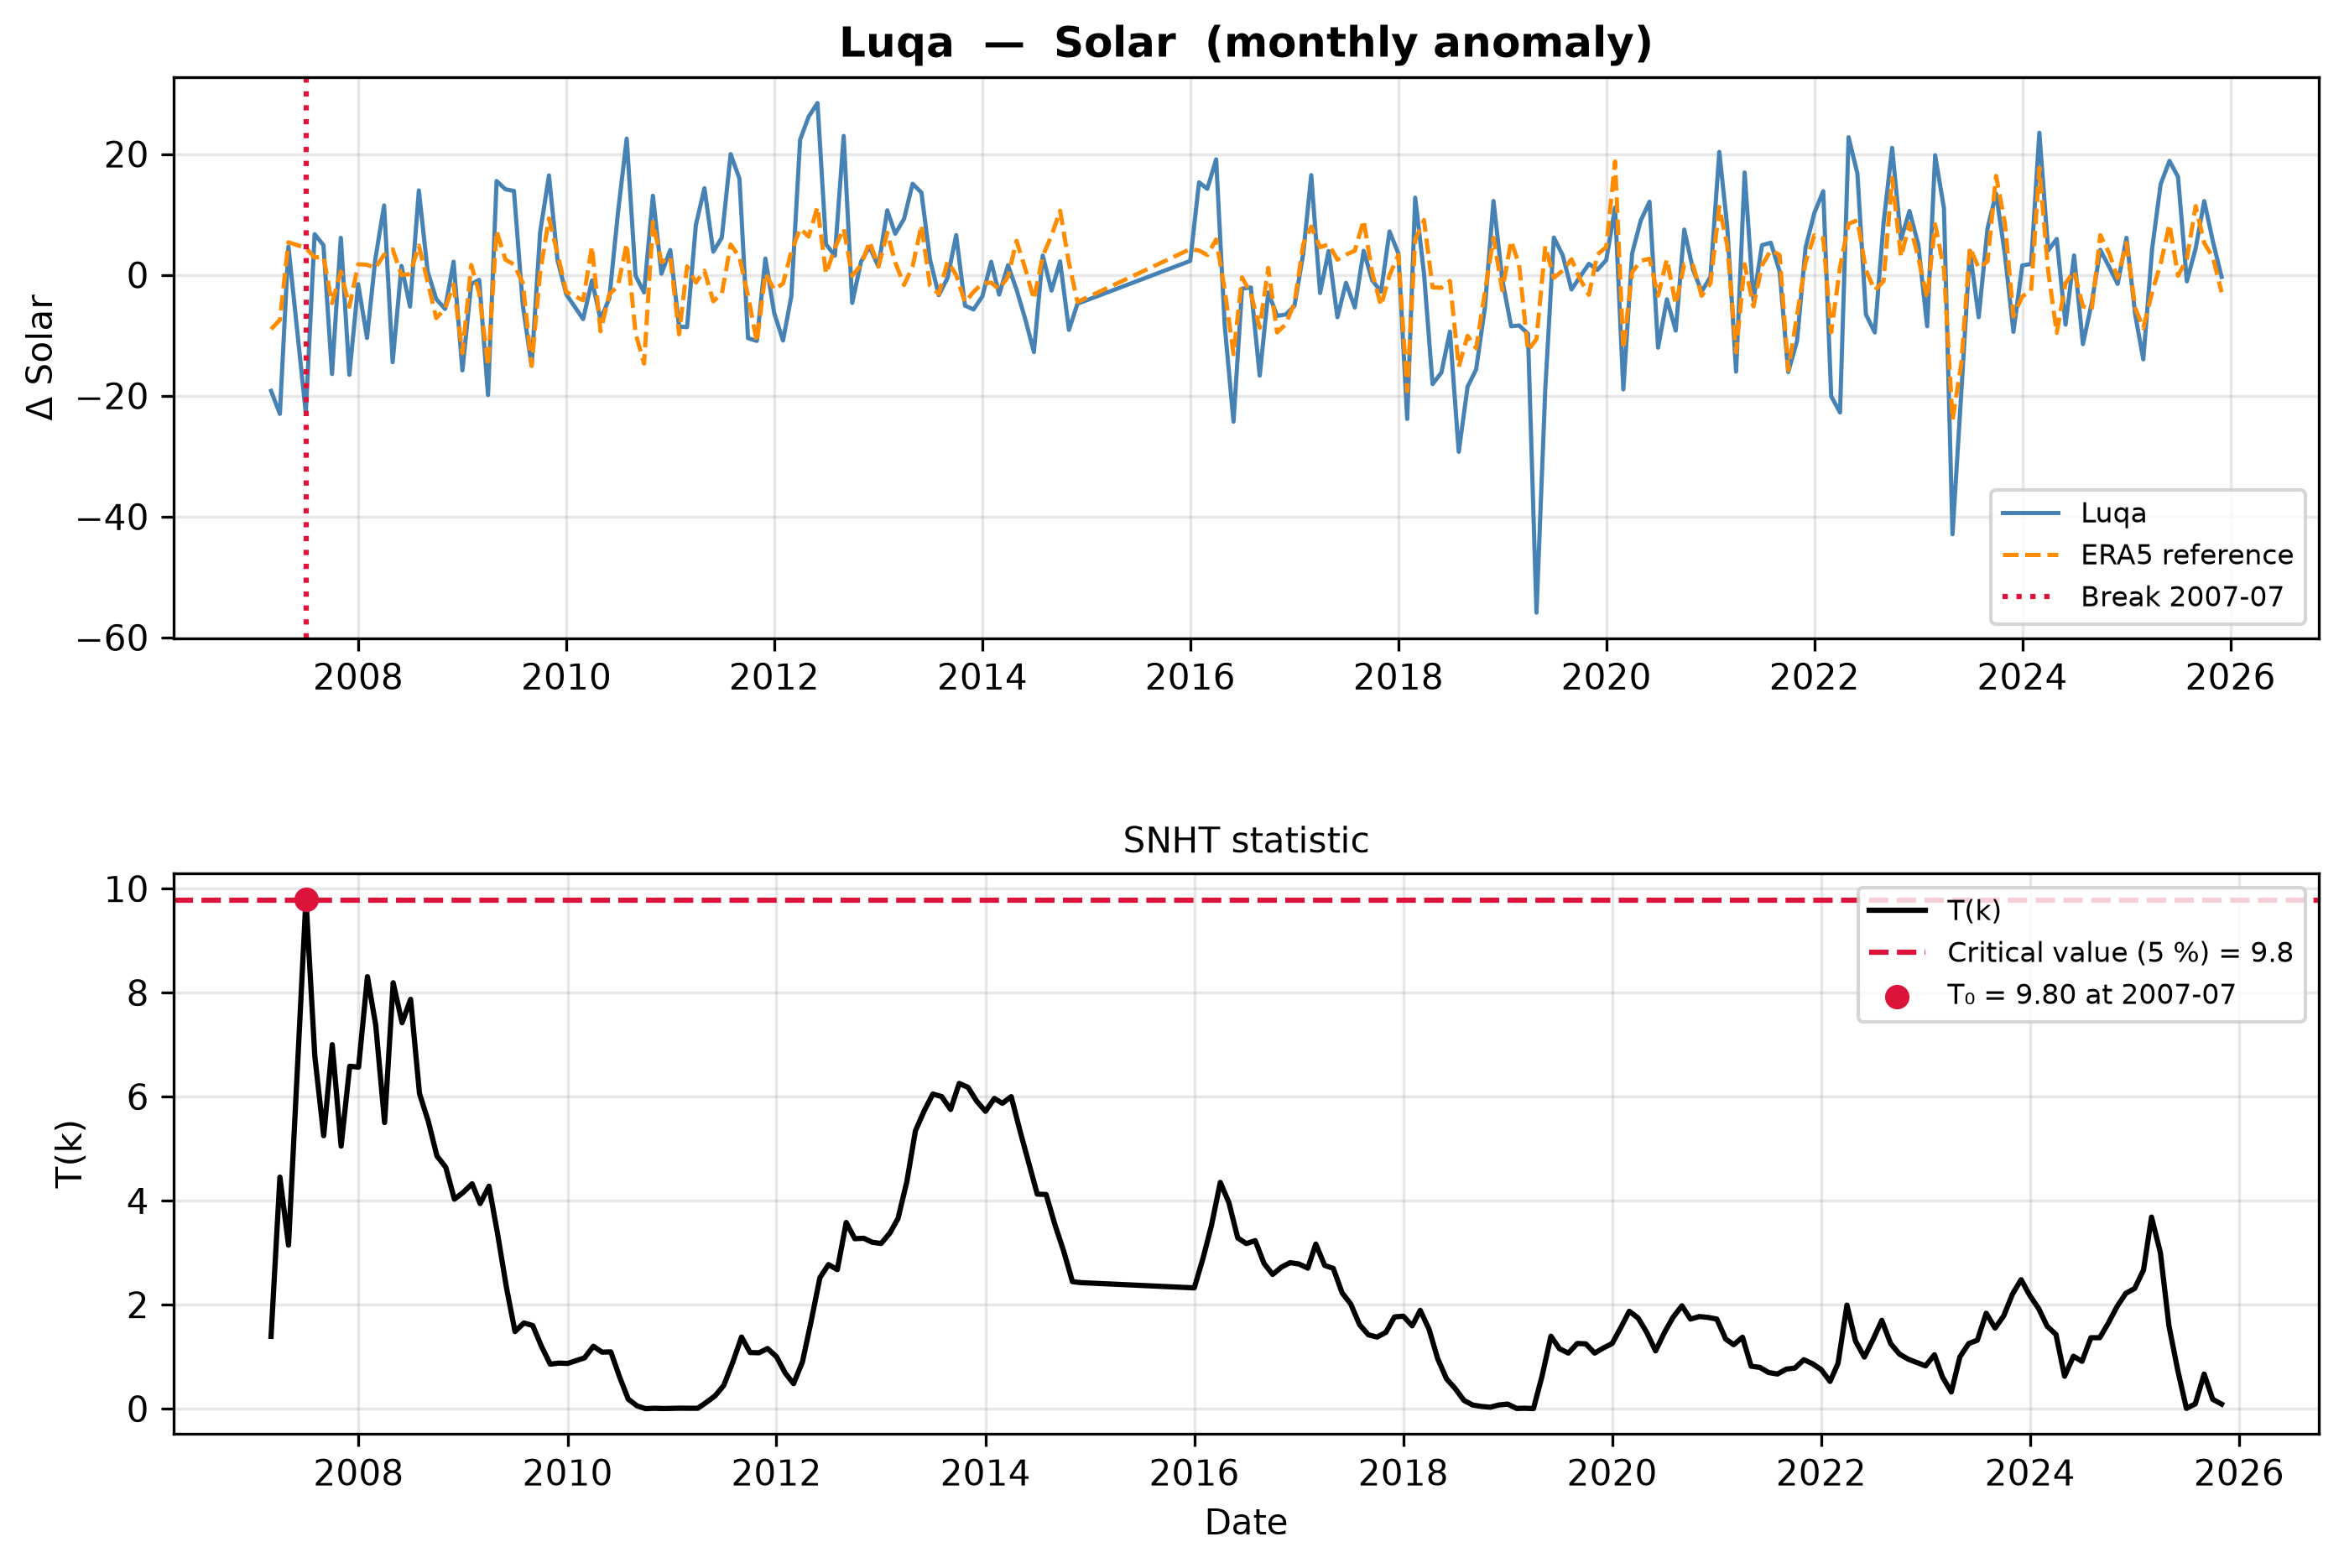 Luqa — Solar (monthly anomaly)
Δ Solar
20
0
−20
−40
−60
Luqa
ERA5 reference
Break 2007-07
2008 2010 2012 2014 2016 2018 2020 2022 2024 2026
SNHT statistic
T(k)
10
8
6
4
2
0
T(k)
Critical value (5 %) = 9.8
T₀ = 9.80 at 2007-07
2008 2010 2012 2014 2016 2018 2020 2022 2024 2026
Date